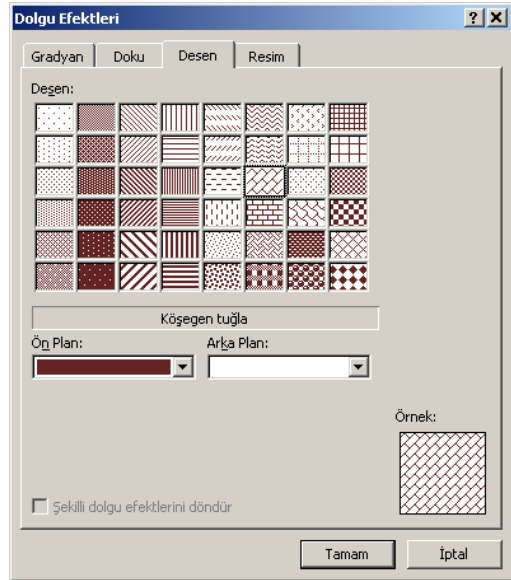 Dolgu Efektleri
Gradyan Doku Desen Resim
Desen:
Köşegen tuğla
Ön Plan: Arka Plan:
Örnek:
Şekilli dolgu efektlerini döndür
Tamam İptal